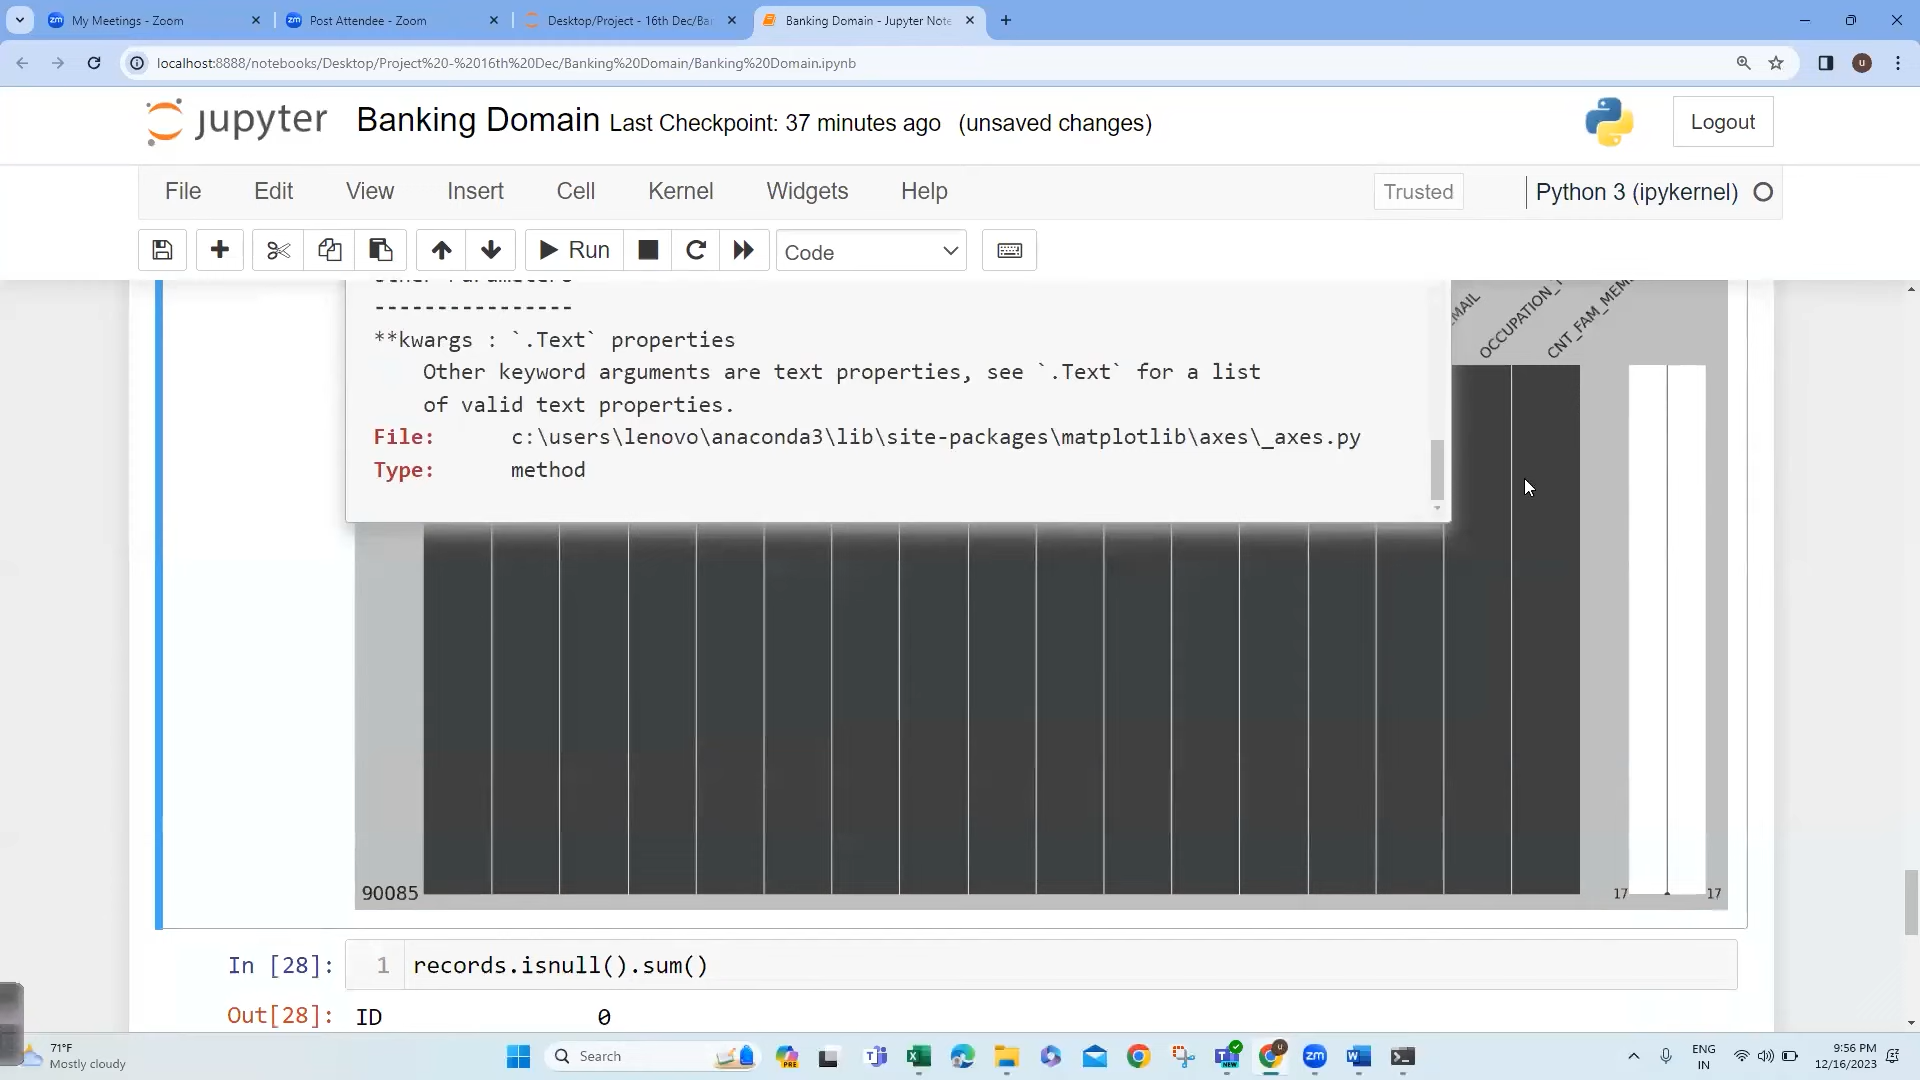 My Meetings - Zoom
Post Attendee - Zoom
Desktop/Project - 16th Dec/Ba
Banking Domain - Jupyter Note
localhost:8888/notebooks/Desktop/Project%20-%2016th%20Dec/Banking%20Domain/Banking%20Domain.ipynb
jupyter Banking Domain Last Checkpoint: 37 minutes ago (unsaved changes)
Logout
File Edit View Insert Cell Kernel Widgets Help
Trusted
Python 3 (ipykernel)
Run
Code
----------------
**kwargs : `.Text` properties
Other keyword arguments are text properties, see `.Text` for a list
of valid text properties.
File: c:\users\lenovo\anaconda3\lib\site-packages\matplotlib\axes\_axes.py
Type: method
OCCUPATION_
90085
17
17
In [28]: 1 records.isnull().sum()
Out[28]: ID 0
71°F
Mostly cloudy
Search
ENG
IN
9:56 PM
12/16/2023